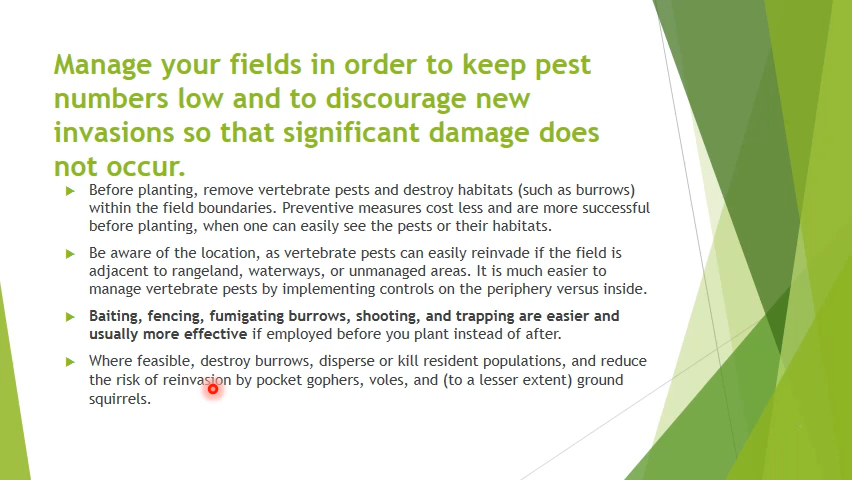 Manage your fields in order to keep pest
numbers low and to discourage new
invasions so that significant damage does
not occur.
Before planting, remove vertebrate pests and destroy habitats (such as burrows)
within the field boundaries. Preventive measures cost less and are more successful
before planting, when one can easily see the pests or their habitats.
Be aware of the location, as vertebrate pests can easily reinvade if the field is
adjacent to rangeland, waterways, or unmanaged areas. It is much easier to
manage vertebrate pests by implementing controls on the periphery versus inside.
Baiting, fencing, fumigating burrows, shooting, and trapping are easier and
usually more effective if employed before you plant instead of after.
Where feasible, destroy burrows, disperse or kill resident populations, and reduce
the risk of reinvasion by pocket gophers, voles, and (to a lesser extent) ground
squirrels.